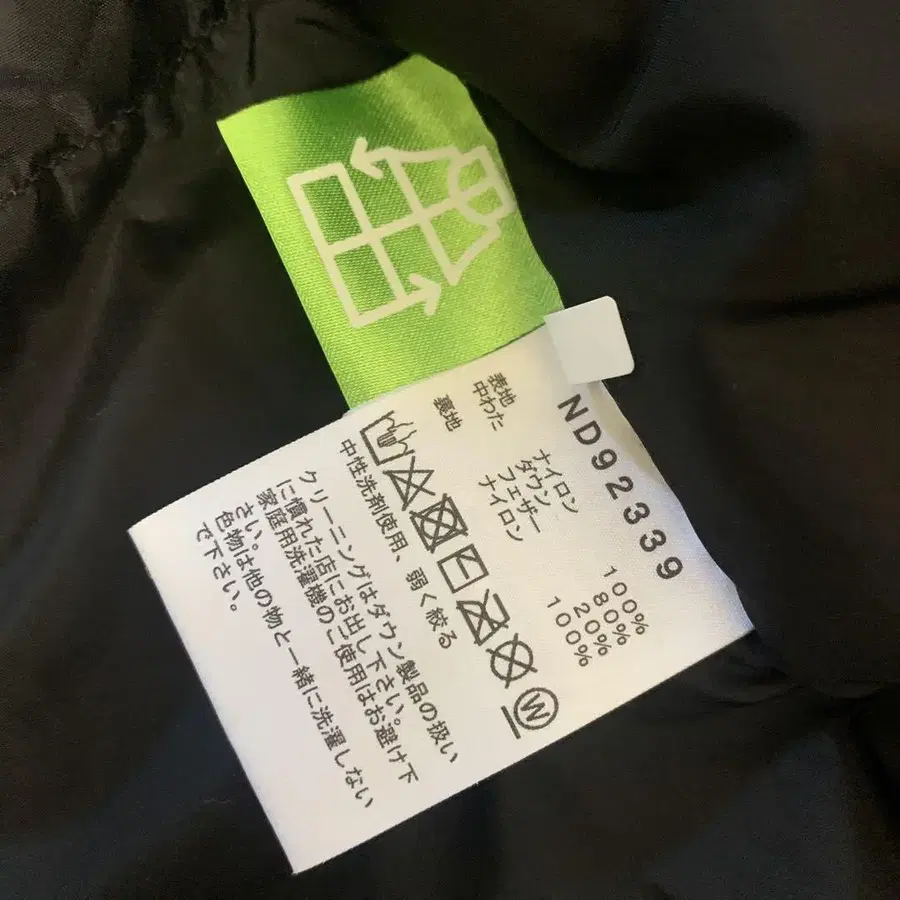 ND92339
表地 ナイロン 100%
中わた ダウン 80%
フェザー 20%
裏地 ナイロン 100%
中性洗剤使用、弱く絞る
W
クリーニングはダウン製品の扱い
に慣れた店にお出し下さい。
家庭用洗濯機のご使用はお避け下
さい。
色物は他の物と一緒に洗濯しない
で下さい。